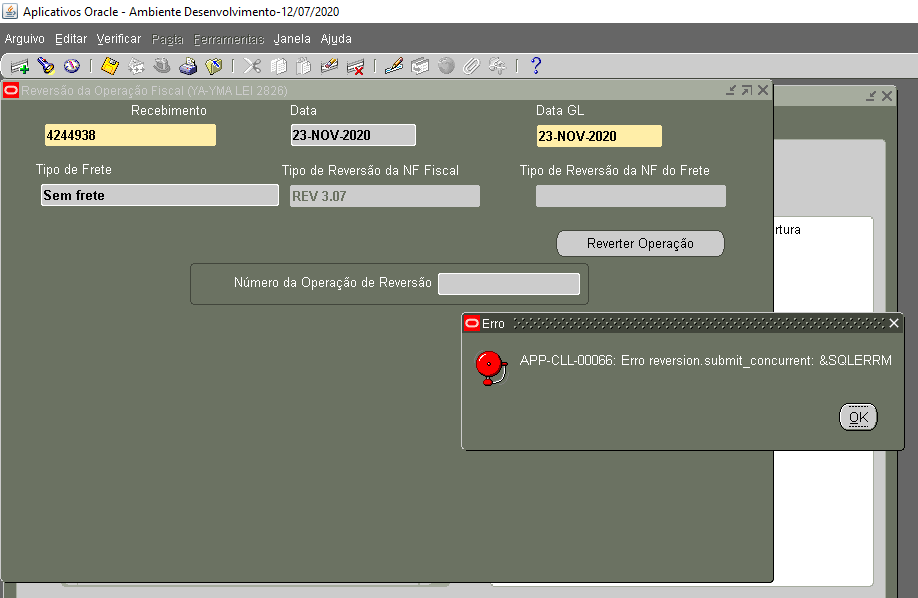 Aplicativos Oracle - Ambiente Desenvolvimento-12/07/2020
Arquivo Editar Verificar Pasta Ferramentas Janela Ajuda
Reversão da Operação Fiscal (YA-YMA LEI 2826)
Recebimento Data Data GL
4244938 23-NOV-2020 23-NOV-2020
Tipo de Frete Tipo de Reversão da NF Fiscal Tipo de Reversão da NF do Frete
Sem frete REV 3.07
rtura
Reverter Operação
Número da Operação de Reversão
Erro
APP-CLL-00066: Erro reversion.submit_concurrent: &SQLERRM
OK